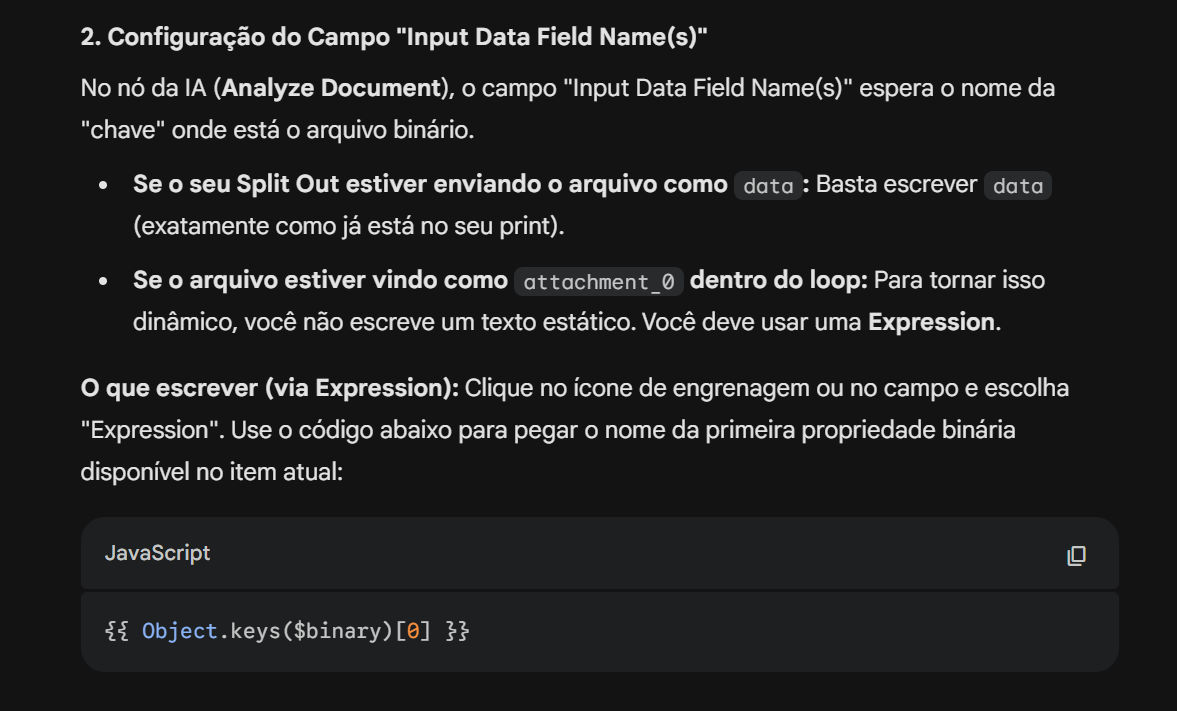 2. Configuração do Campo "Input Data Field Name(s)"
No nó da IA (Analyze Document), o campo "Input Data Field Name(s)" espera o nome da
"chave" onde está o arquivo binário.
• Se o seu Split Out estiver enviando o arquivo como data: Basta escrever data
(exatamente como já está no seu print).
• Se o arquivo estiver vindo como attachment_0 dentro do loop: Para tornar isso
dinâmico, você não escreve um texto estático. Você deve usar uma Expression.
O que escrever (via Expression): Clique no ícone de engrenagem ou no campo e escolha
"Expression". Use o código abaixo para pegar o nome da primeira propriedade binária
disponível no item atual:
JavaScript
{{ Object.keys($binary)[0] }}